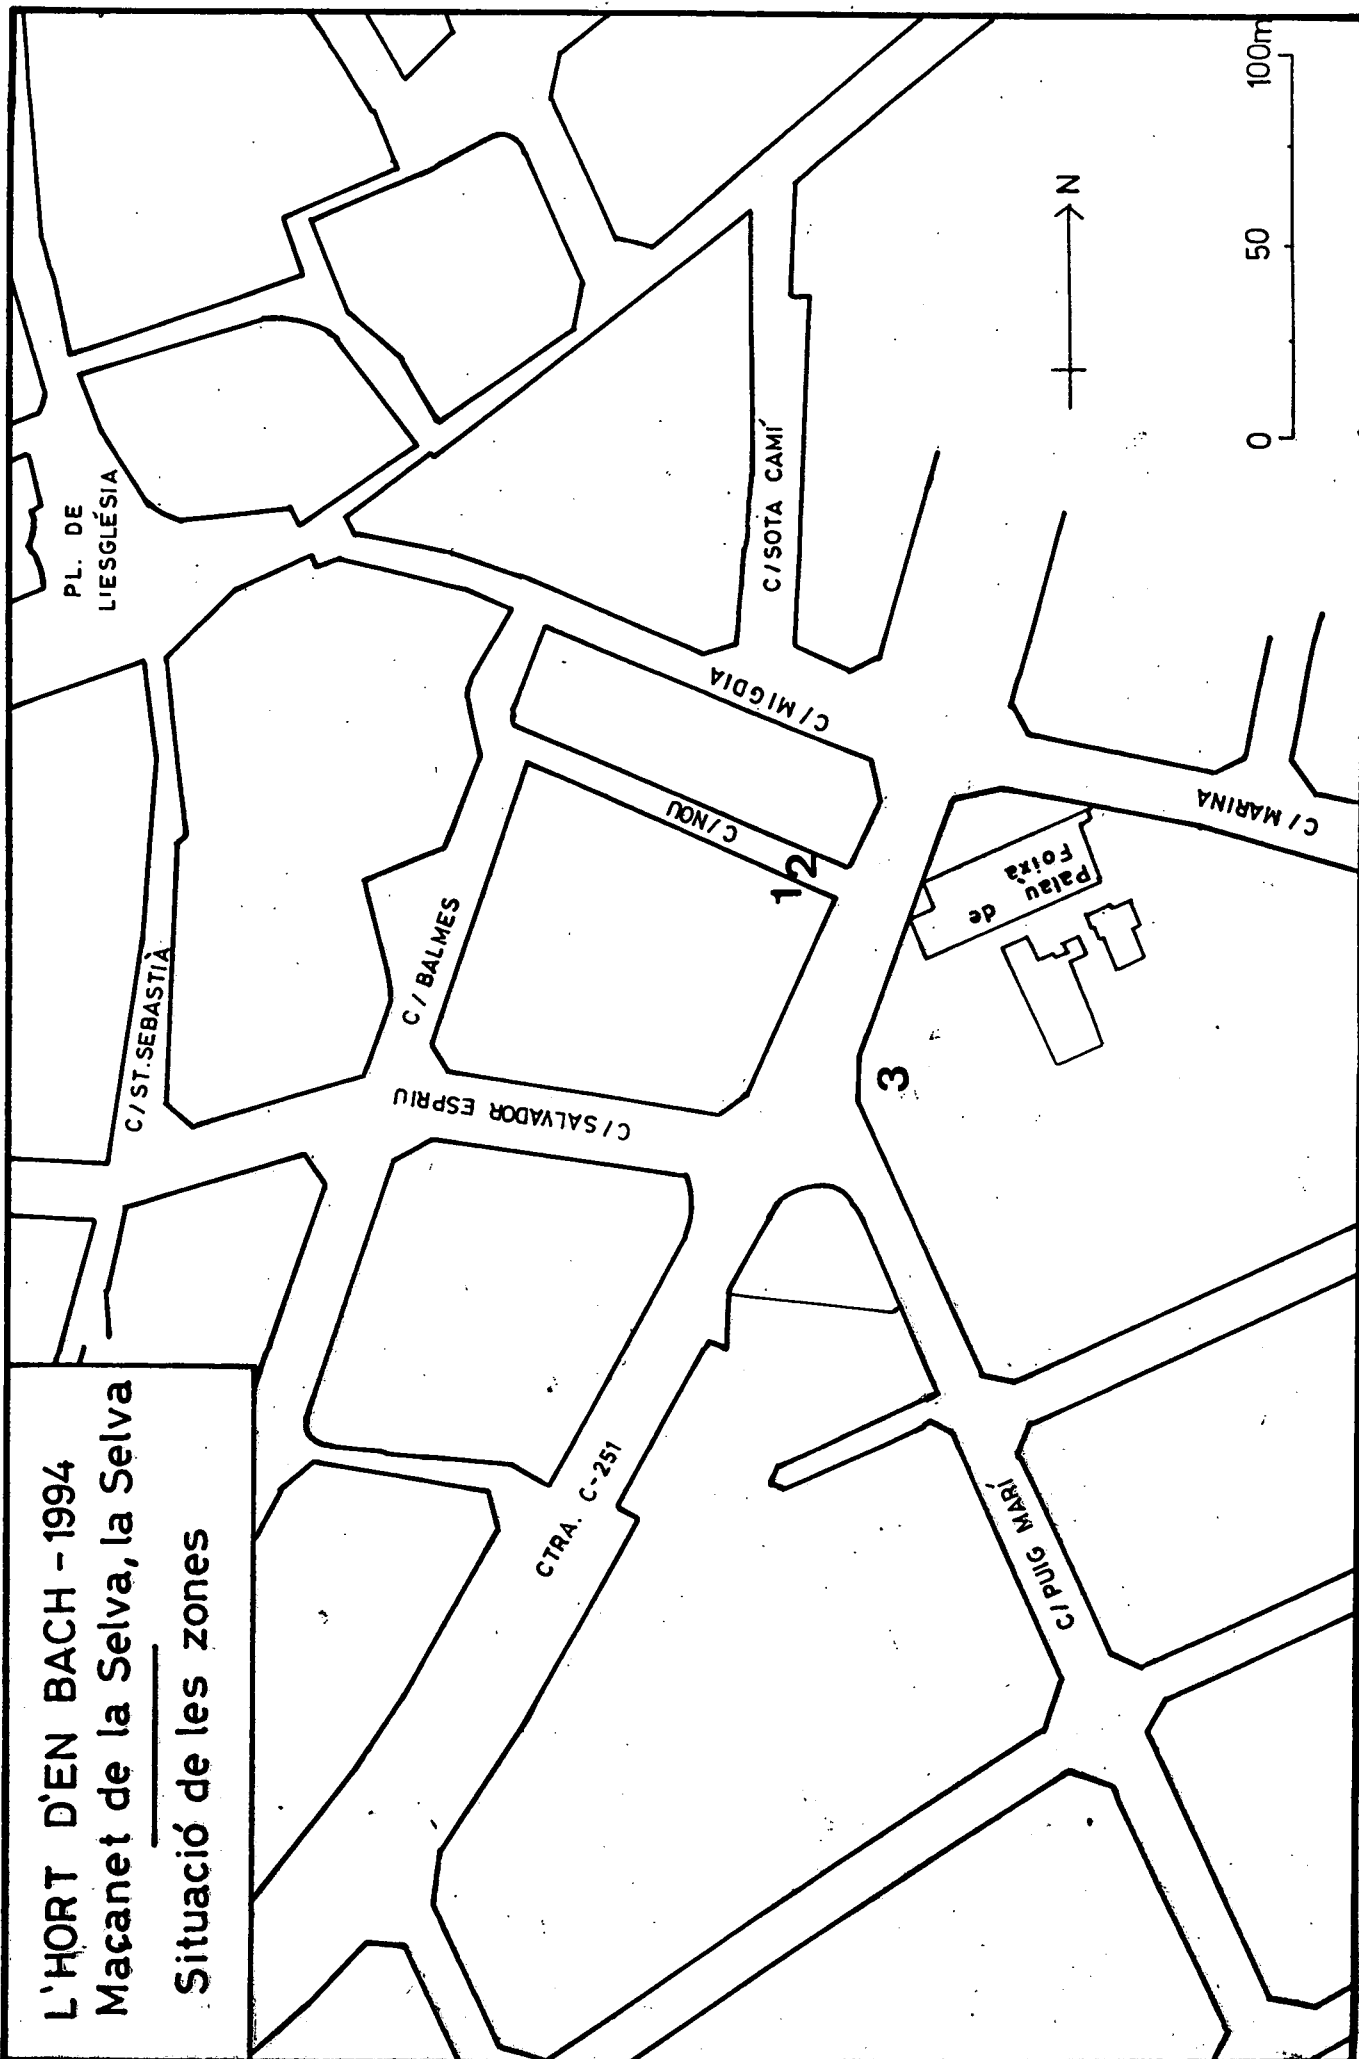 L'HORT D'EN BACH - 1994
Maçanet de la Selva, la Selva
Situació de les zones
PL. DE
L'ESGLÉSIA
C/ST. SEBASTIÀ
C/BALMES
C/SALVADOR ESPRIU
C/NOU
C/MIGDIA
C/SOTA CAMÍ
1
2
3
Palau
de
Foixà
C/MARINA
CTRA. C-251
C/PUIG MARÍ
N
0
50
100m